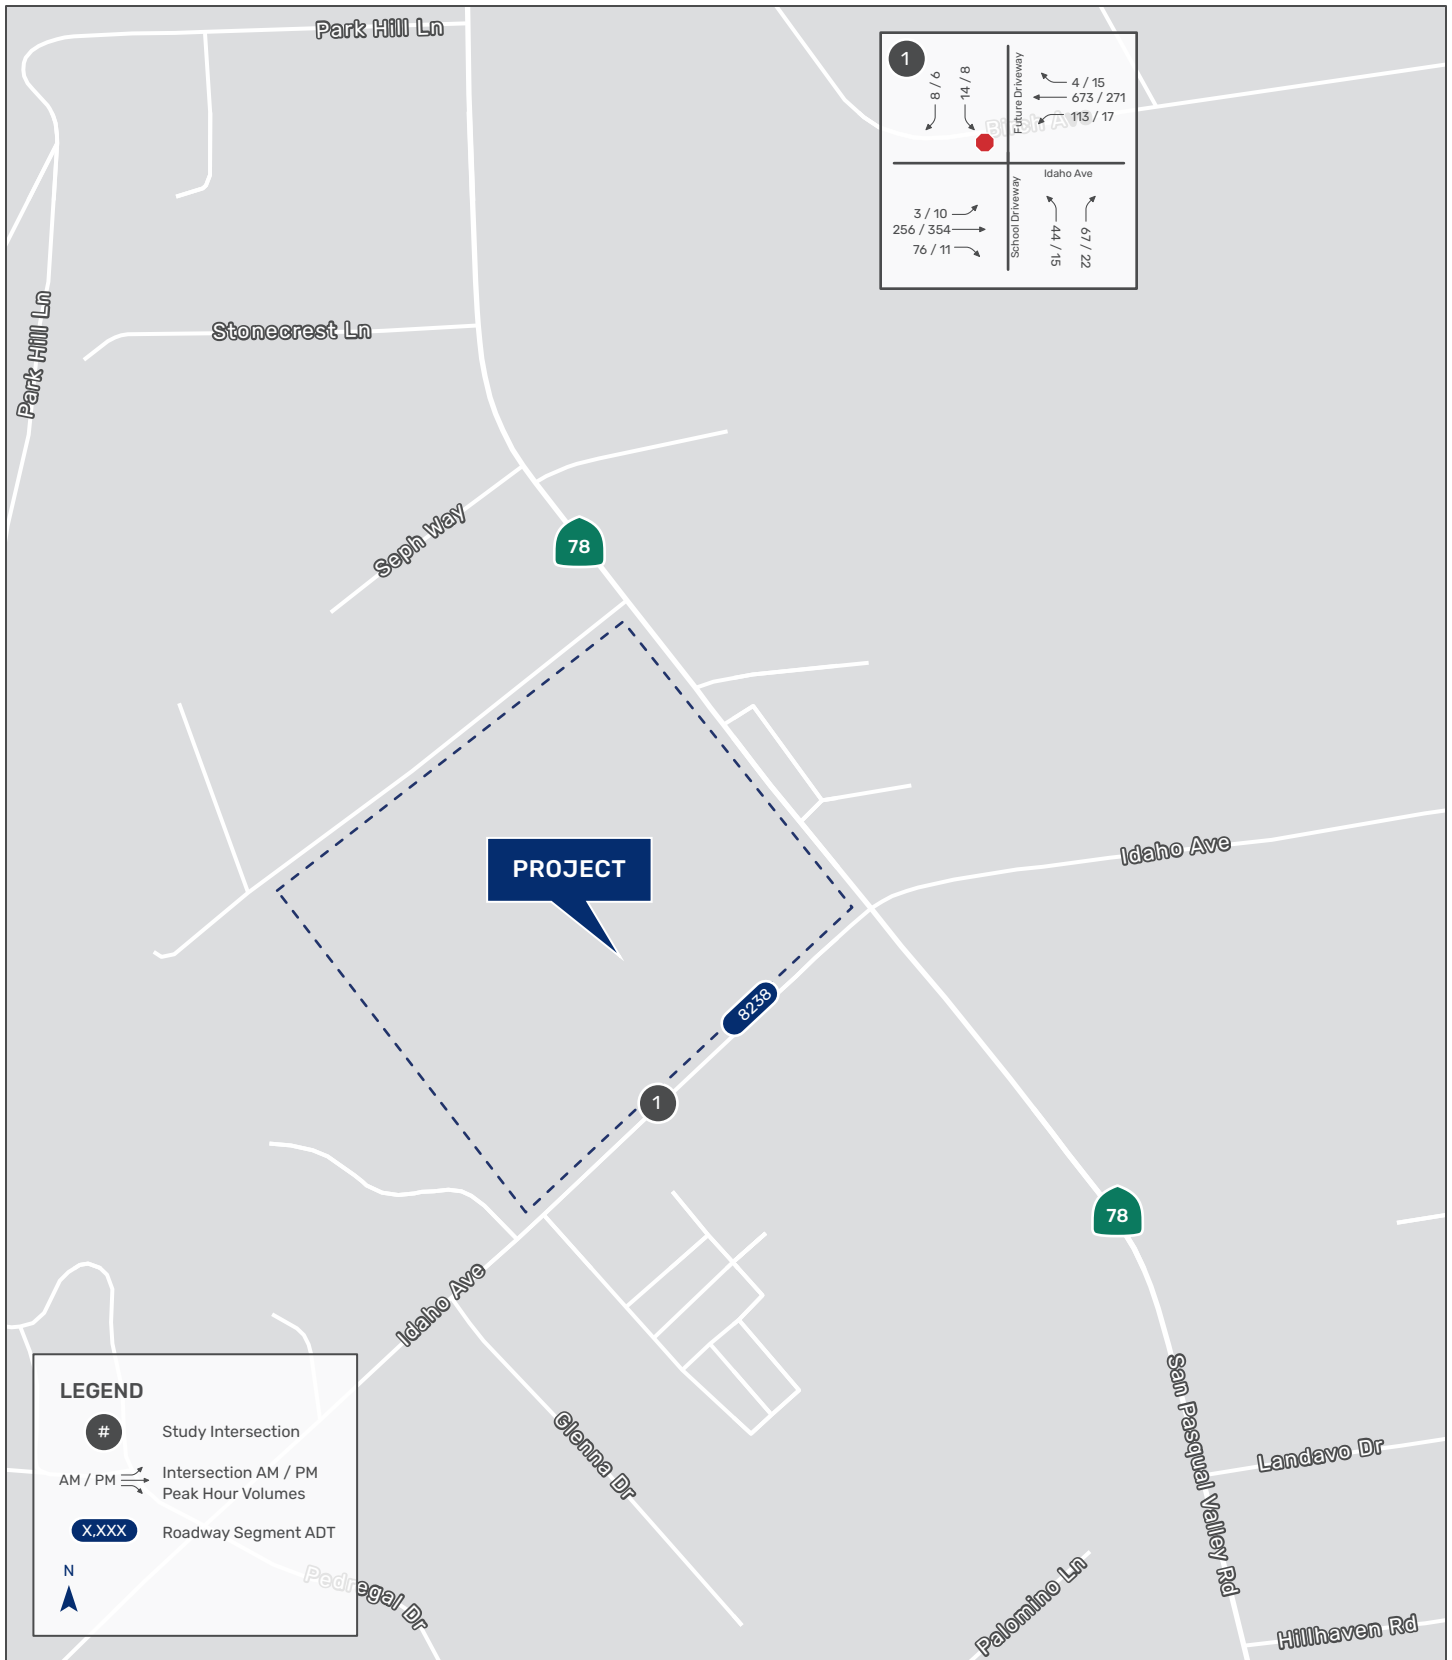 Park Hill Ln
1
8 / 6
14 / 8
Future Driveway
4 / 15
673 / 271
113 / 17
Birch Ave
Idaho Ave
School Driveway
3 / 10
256 / 354
76 / 11
44 / 15
67 / 22
Park Hill Ln
Stonecrest Ln
Seph Way
78
PROJECT
Idaho Ave
8238
1
78
Idaho Ave
Glenna Dr
San Pasqual Valley Rd
Landavo Dr
Palomino Ln
Hillhaven Rd
Pedregal Dr
LEGEND
# Study Intersection
AM / PM Intersection AM / PM
Peak Hour Volumes
X,XXX Roadway Segment ADT
N